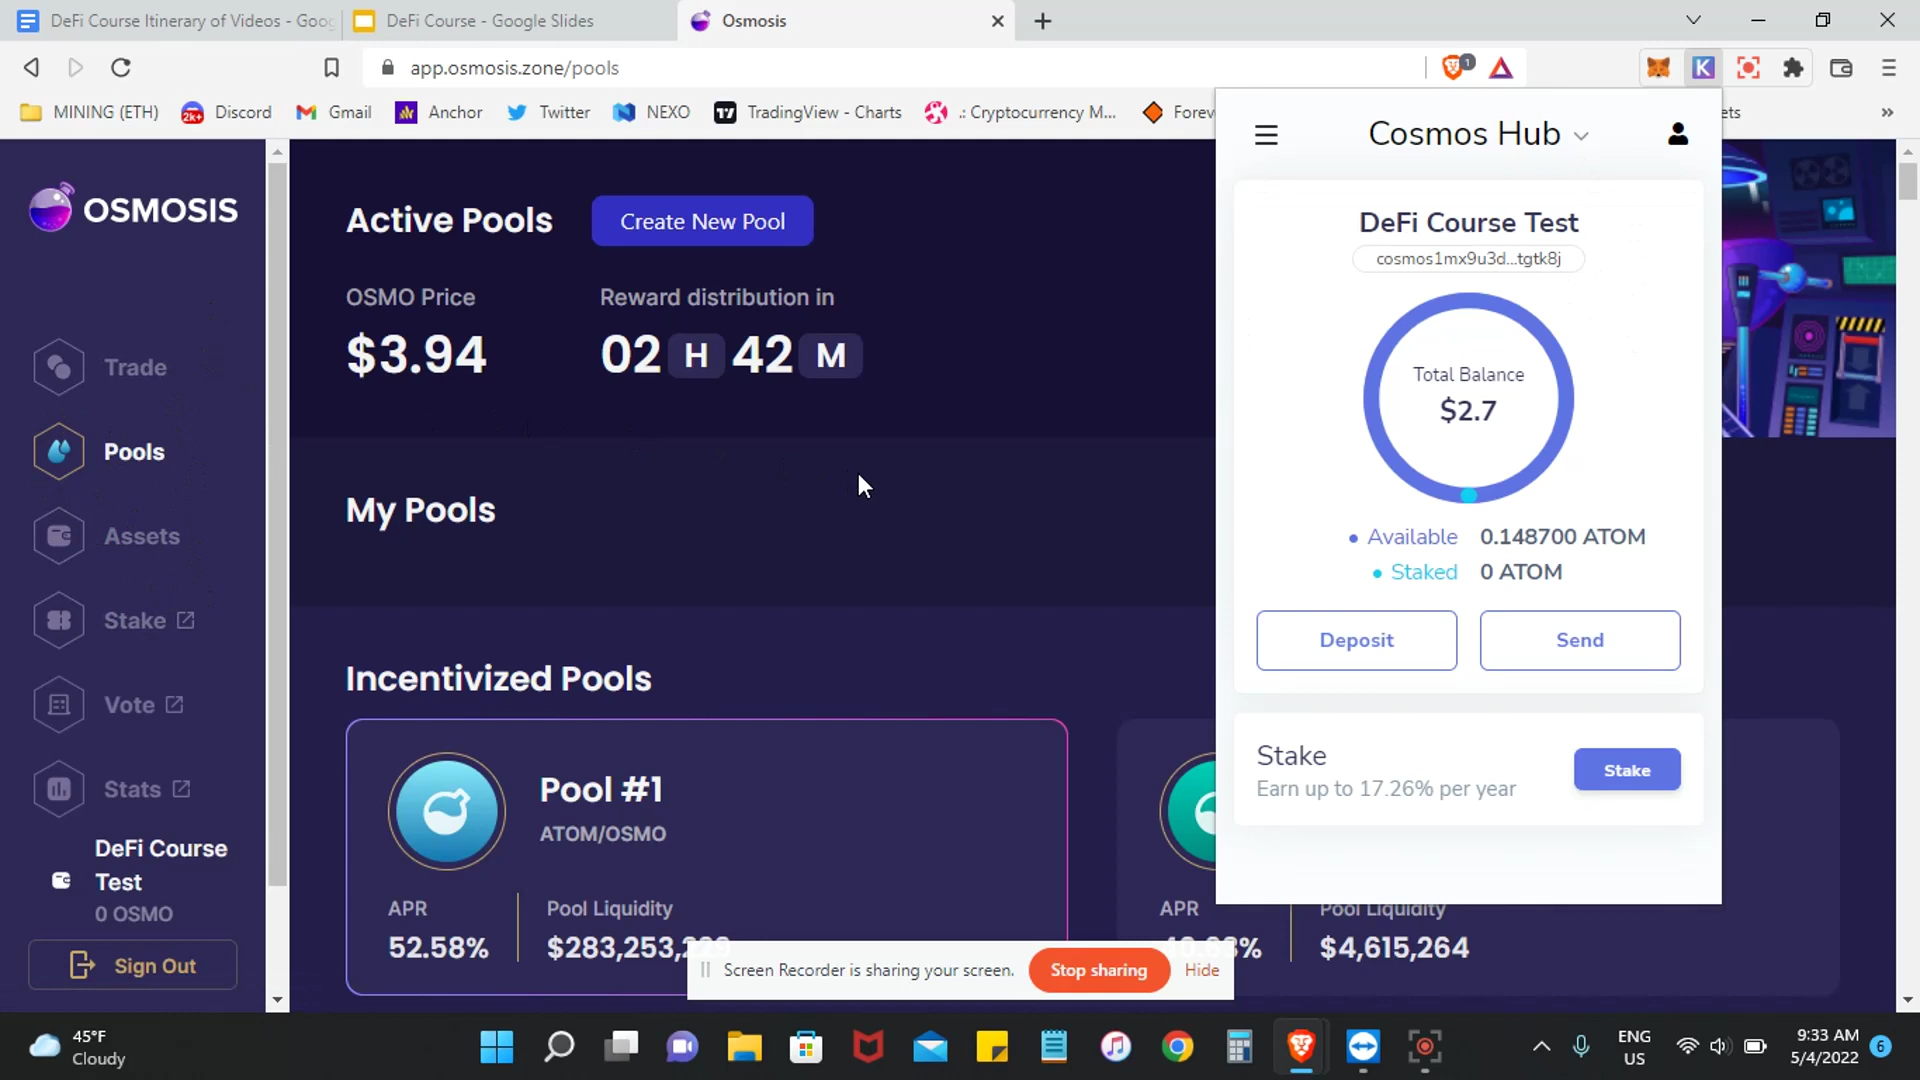 DeFi Course Itinerary of Videos - Goog
DeFi Course - Google Slides
Osmosis
app.osmosis.zone/pools
1
MINING (ETH)
2K+
Discord
Gmail
Anchor
Twitter
NEXO
TradingView - Charts
.: Cryptocurrency M...
Forev
ets
»
OSMOSIS
Trade
Pools
Assets
Stake
Vote
Stats
DeFi Course
Test
0 OSMO
Sign Out
Active Pools
Create New Pool
OSMO Price
Reward distribution in
$3.94
02 H 42 M
My Pools
Incentivized Pools
Pool #1
ATOM/OSMO
APR
Pool Liquidity
52.58%
APR
Pool Liquidity
$4,615,264
Cosmos Hub
DeFi Course Test
cosmos1mx9u3d...tgtk8j
Total Balance
$2.7
Available 0.148700 ATOM
Staked 0 ATOM
Deposit
Send
Stake
Earn up to 17.26% per year
Stake
Screen Recorder is sharing your screen.
Stop sharing
Hide
45°F
Cloudy
ENG
US
9:33 AM
5/4/2022
6